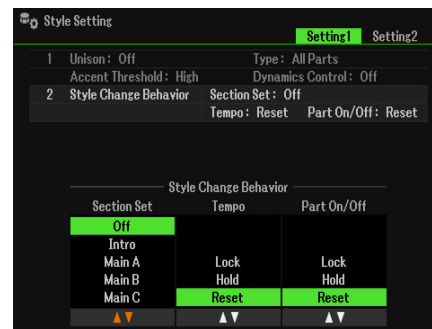 Style Setting
Setting1 Setting2
1 Unison: Off Type: All Parts
Accent Threshold: High Dynamics Control: Off
2 Style Change Behavior Section Set: Off
Tempo: Reset Part On/Off: Reset
Style Change Behavior
Section Set Tempo Part On/Off
Off
Intro
Main A Lock Lock
Main B Hold Hold
Main C Reset Reset